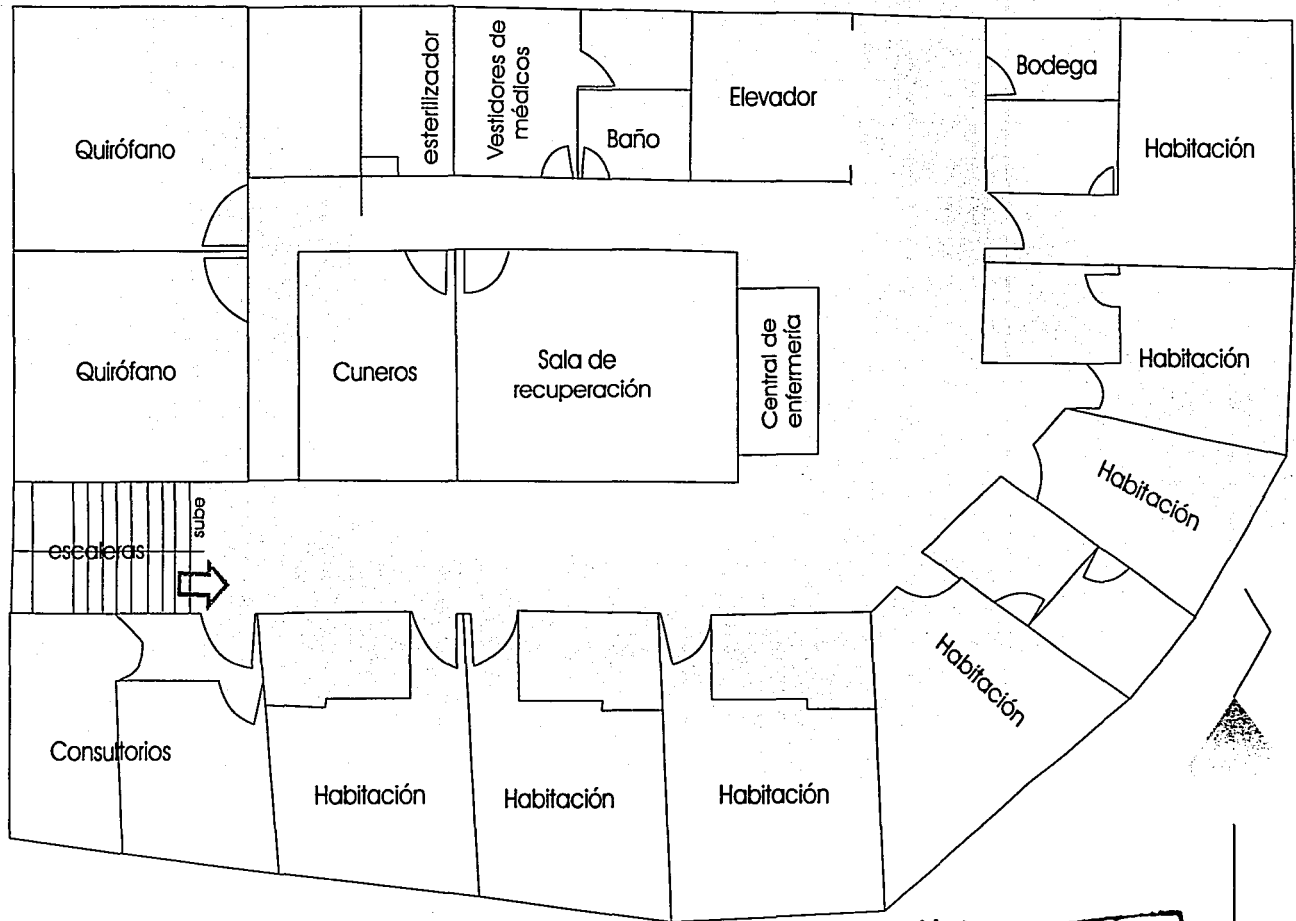 Quirófano
esterilizador
Vestidores de
médicos
Baño
Elevador
Bodega
Habitación
Quirófano
Cuneros
Sala de
recuperación
Central de
enfermería
Habitación
Habitación
escaleras
sube
Habitación
Consultorios
Habitación
Habitación
Habitación